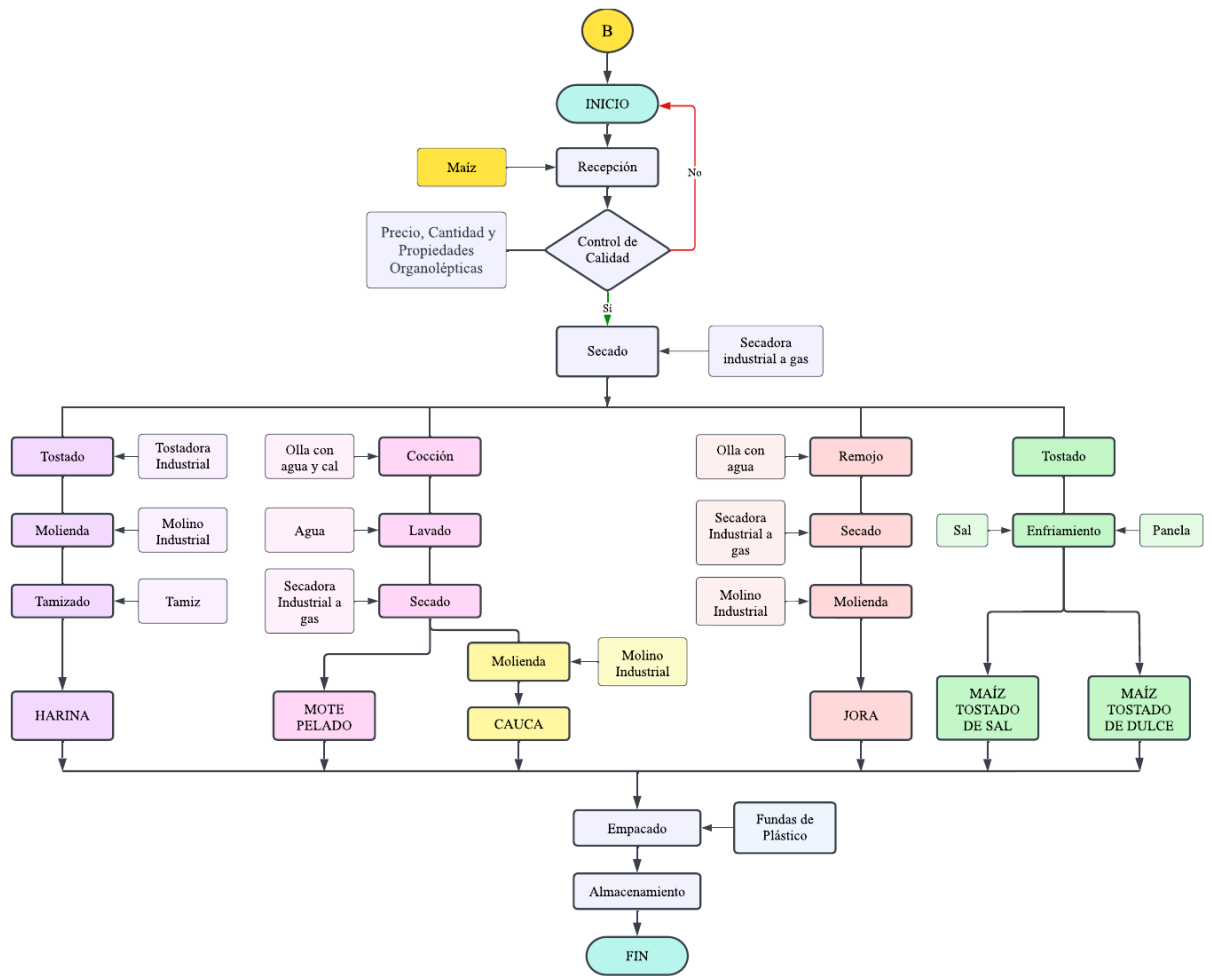 B
INICIO
Maíz
Recepción
No
Precio, Cantidad y
Propiedades
Organolépticas
Control de
Calidad
Sí
Secado
Secadora
industrial a gas
Tostado
Tostadora
Industrial
Olla con
agua y cal
Cocción
Olla con
agua
Remojo
Tostado
Molienda
Molino
Industrial
Agua
Lavado
Secadora
Industrial a
gas
Secado
Sal
Enfriamiento
Panela
Tamizado
Tamiz
Secadora
Industrial a
gas
Secado
Molino
Industrial
Molienda
Molienda
Molino
Industrial
HARINA
MOTE
PELADO
CAUCA
JORA
MAÍZ
TOSTADO
DE SAL
MAÍZ
TOSTADO
DE DULCE
Empacado
Fundas de
Plástico
Almacenamiento
FIN